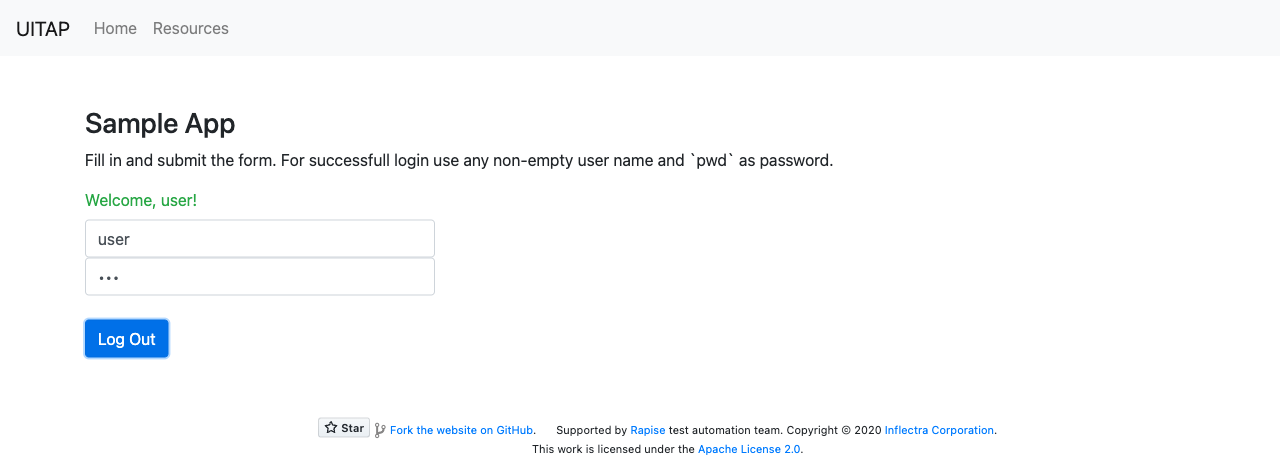 UITAP Home Resources
Sample App
Fill in and submit the form. For successfull login use any non-empty user name and `pwd` as password.
Welcome, user!
user
•••
Log Out
Star Fork the website on GitHub. Supported by Rapise test automation team. Copyright © 2020 Inflectra Corporation.
This work is licensed under the Apache License 2.0.